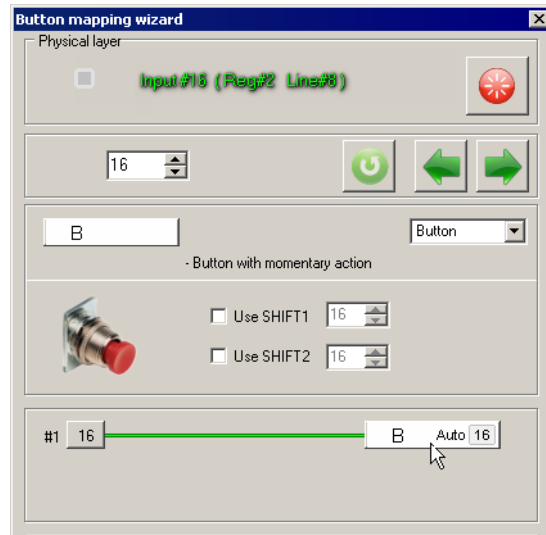 Button mapping wizard
Physical layer
Input #16 (Reg#2 Line#8)
16
B
Button
- Button with momentary action
Use SHIFT1 16
Use SHIFT2 16
#1 16 B Auto 16